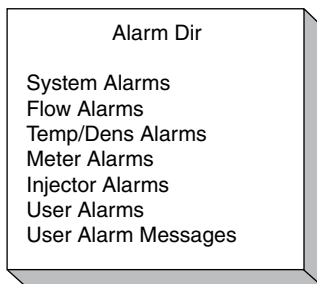 Alarm Dir
System Alarms
Flow Alarms
Temp/Dens Alarms
Meter Alarms
Injector Alarms
User Alarms
User Alarm Messages